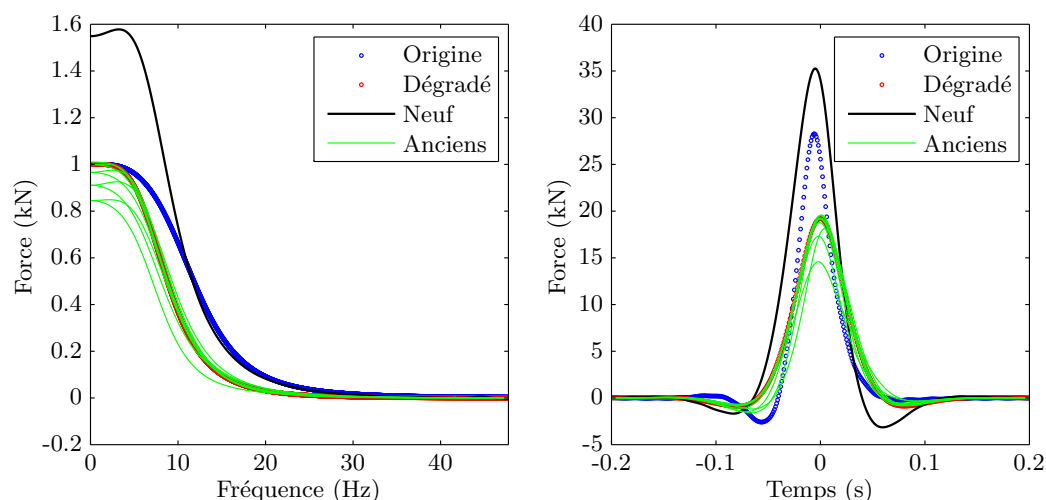 1.6
1.4
1.2
1
0.8
0.6
0.4
0.2
0
-0.2
Force (kN)
0 10 20 30 40
Fréquence (Hz)
Origine
Dégradé
Neuf
Anciens
40
35
30
25
20
15
10
5
0
-5
Force (kN)
-0.2 -0.1 0 0.1 0.2
Temps (s)
Origine
Dégradé
Neuf
Anciens